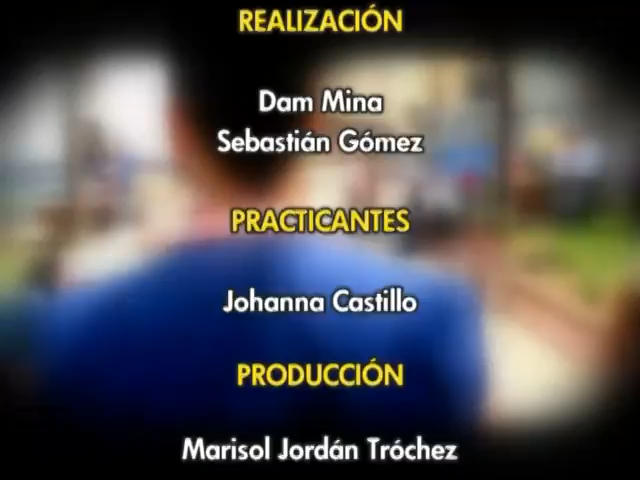 REALIZACIÓN
Dam Mina
Sebastián Gómez
PRACTICANTES
Johanna Castillo
PRODUCCIÓN
Marisol Jordán Tróchez